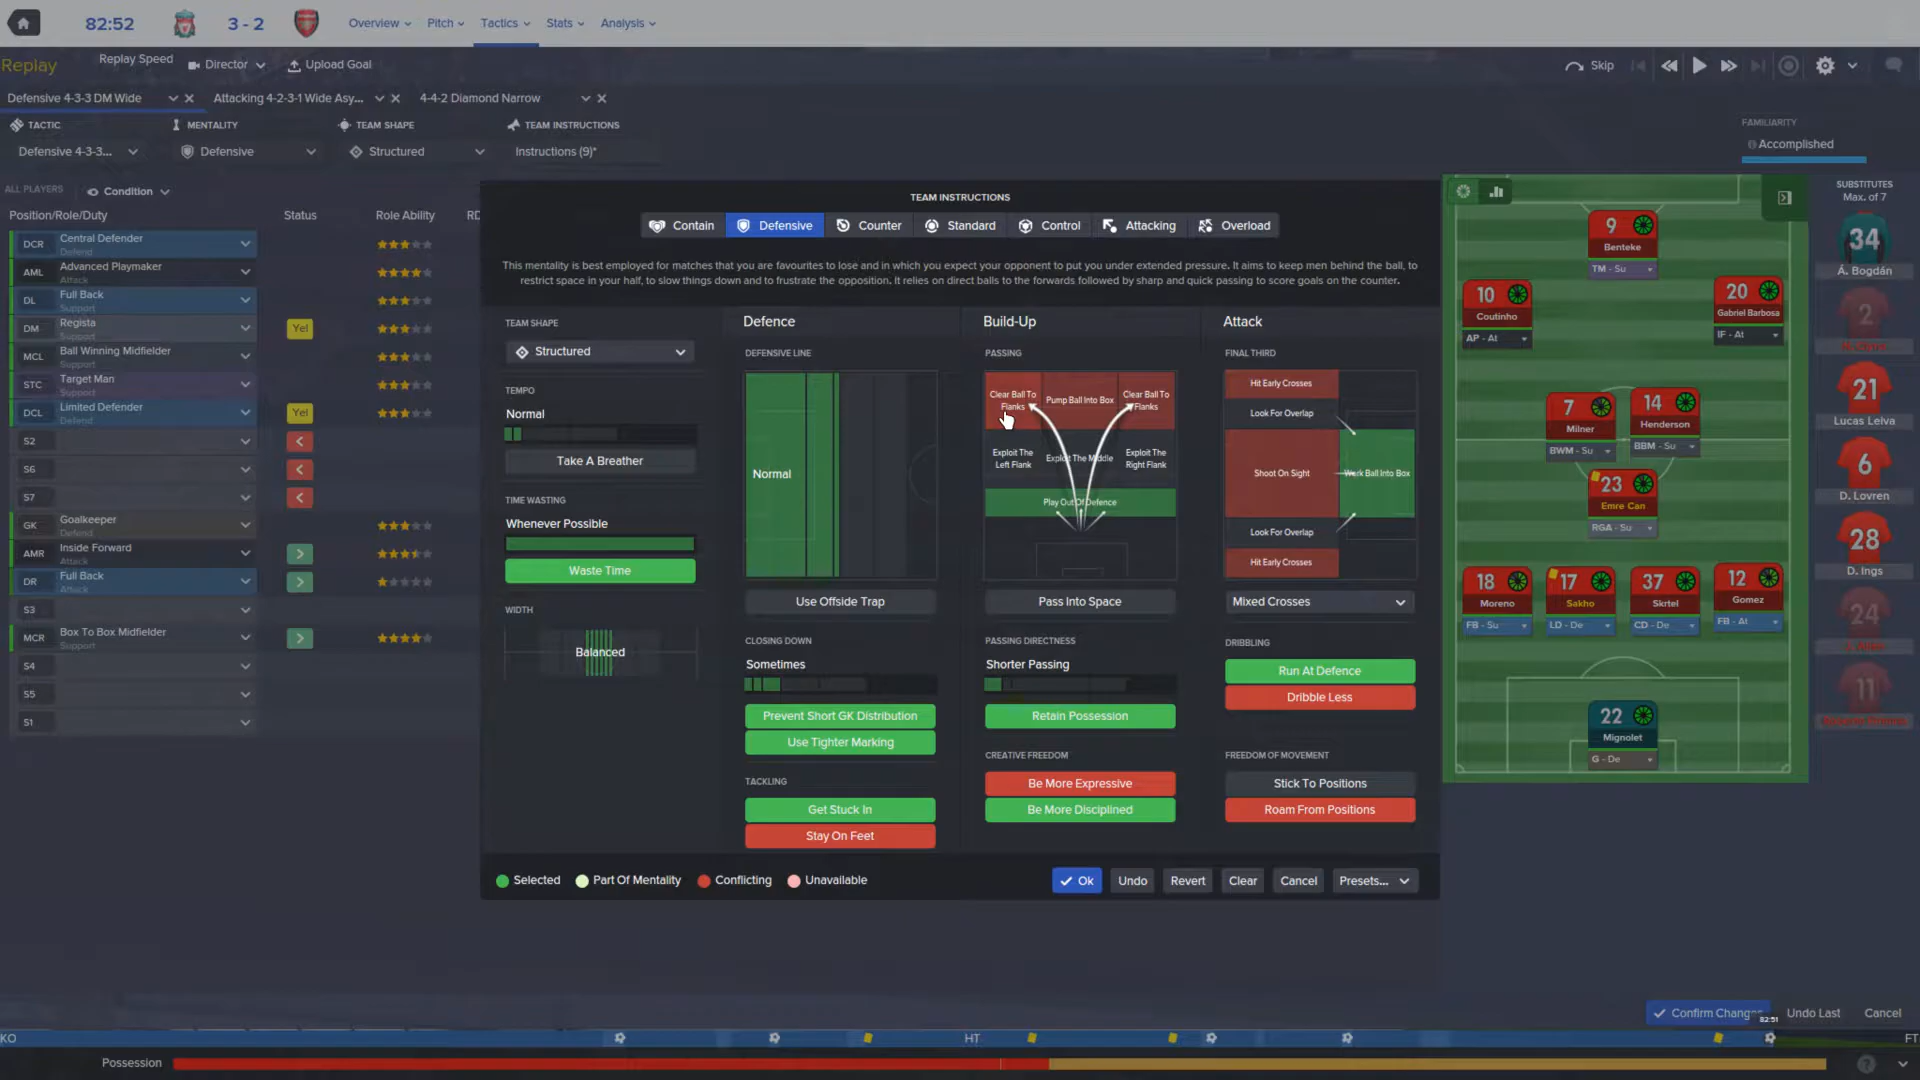 82:52
3 - 2
Overview
Pitch
Tactics
Stats
Analysis
Replay
Replay Speed
Director
Upload Goal
Skip
Defensive 4-3-3 DM Wide
Attacking 4-2-3-1 Wide Asy...
4-4-2 Diamond Narrow
TACTIC
MENTALITY
TEAM SHAPE
TEAM INSTRUCTIONS
Defensive 4-3-3...
Defensive
Structured
Instructions (9)*
FAMILIARITY
Accomplished
ALL PLAYERS
Condition
Position/Role/Duty
Status
Role Ability
RD
DCR
Central Defender
Defend
AML
Advanced Playmaker
Attack
DL
Full Back
Support
DM
Regista
Support
Yel
MCL
Ball Winning Midfielder
Support
STC
Target Man
Support
DCL
Limited Defender
Defend
Yel
S2
S6
S7
GK
Goalkeeper
Defend
AMR
Inside Forward
Attack
DR
Full Back
Attack
S3
MCR
Box To Box Midfielder
Support
S4
S5
S1
TEAM INSTRUCTIONS
Contain
Defensive
Counter
Standard
Control
Attacking
Overload
This mentality is best employed for matches that you are favourites to lose and in which you expect your opponent to put you under extended pressure. It aims to keep men behind the ball, to
restrict space in your half, to slow things down and to frustrate the opposition. It relies on direct balls to the forwards followed by sharp and quick passing to score goals on the counter.
TEAM SHAPE
Structured
TEMPO
Normal
Take A Breather
TIME WASTING
Whenever Possible
Waste Time
WIDTH
Balanced
Defence
DEFENSIVE LINE
Normal
Use Offside Trap
CLOSING DOWN
Sometimes
Prevent Short GK Distribution
Use Tighter Marking
TACKLING
Get Stuck In
Stay On Feet
Build-Up
PASSING
Clear Ball To
Flanks
Pump Ball Into Box
Clear Ball To
Flanks
Exploit The
Left Flank
Exploit The Middle
Exploit The
Right Flank
Play Out Of Defence
Pass Into Space
PASSING DIRECTNESS
Shorter Passing
Retain Possession
CREATIVE FREEDOM
Be More Expressive
Be More Disciplined
Attack
FINAL THIRD
Hit Early Crosses
Look For Overlap
Shoot On Sight
Work Ball Into Box
Look For Overlap
Hit Early Crosses
Mixed Crosses
DRIBBLING
Run At Defence
Dribble Less
FREEDOM OF MOVEMENT
Stick To Positions
Roam From Positions
Selected
Part Of Mentality
Conflicting
Unavailable
Ok
Undo
Revert
Clear
Cancel
Presets...
9
Benteke
TM - Su
10
Coutinho
AP - At
20
Gabriel Barbosa
IF - At
7
Milner
BWM - Su
14
Henderson
BBM - Su
23
Emre Can
RGA - Su
18
Moreno
FB - Su
17
Sakho
LD - De
37
Skrtel
CD - De
12
Gomez
FB - At
22
Mignolet
G - De
SUBSTITUTES
Max. of 7
34
Á. Bogdán
2
21
Lucas Leiva
6
D. Lovren
28
D. Ings
24
11
Confirm Changes
Undo Last
Cancel
82:51
KO
HT
FT
Possession